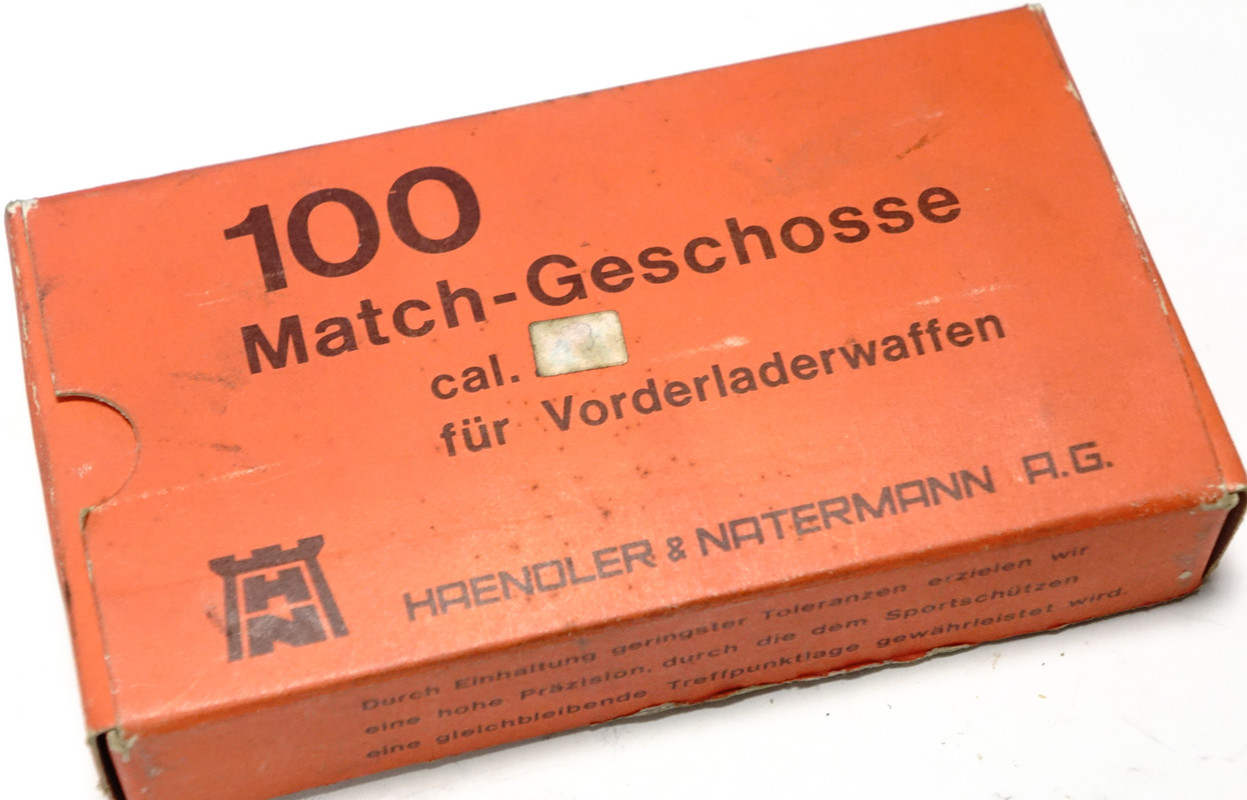 100
Match-Geschosse
cal.
für Vorderladerwaffen
HAENDLER & NATERMANN A.G.
HN
Durch Einhaltung geringster Toleranzen erzielen wir
eine hohe Präzision, durch die dem Sportschützen
eine gleichbleibende Treffpunktlage gewährleistet wird.